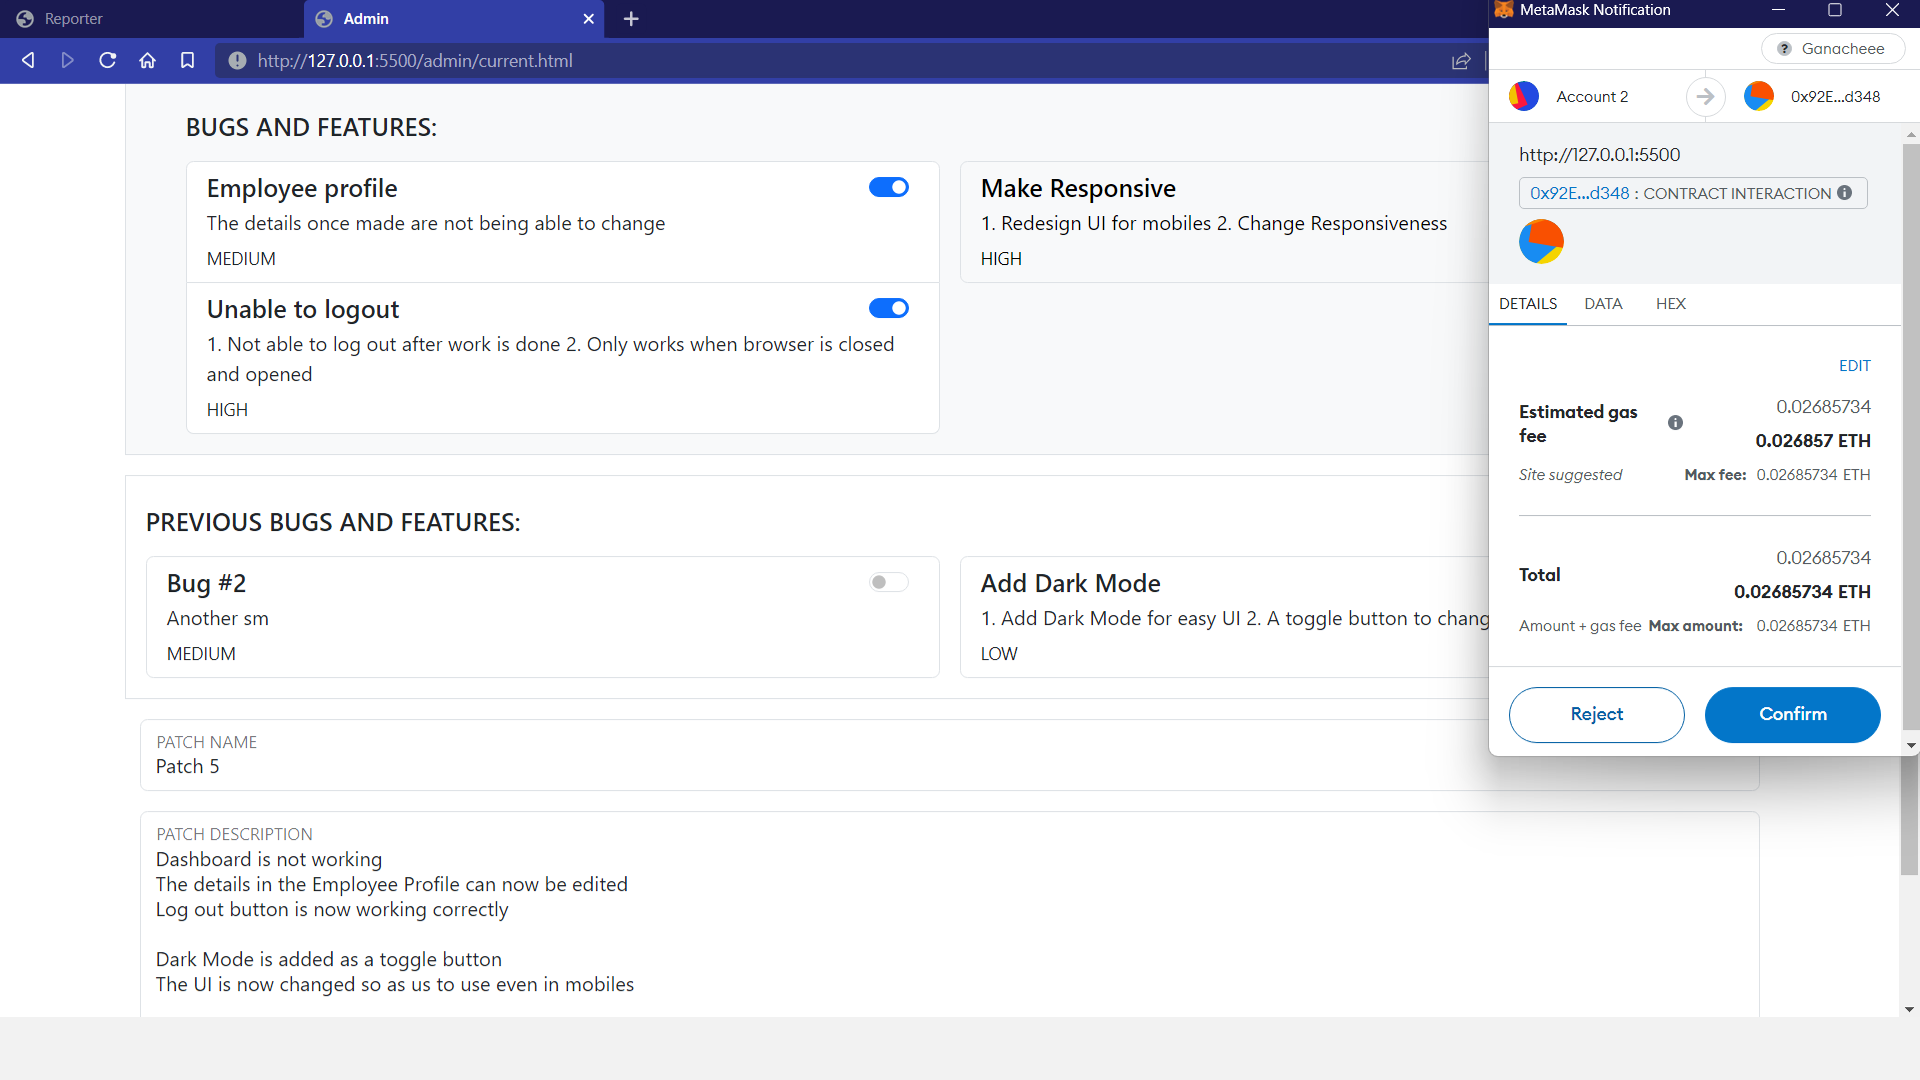 Reporter
Admin
http://127.0.0.1:5500/admin/current.html
BUGS AND FEATURES:
Employee profile
The details once made are not being able to change
MEDIUM
Unable to logout
1. Not able to log out after work is done 2. Only works when browser is closed
and opened
HIGH
Make Responsive
1. Redesign UI for mobiles 2. Change Responsiveness
HIGH
PREVIOUS BUGS AND FEATURES:
Bug #2
Another sm
MEDIUM
Add Dark Mode
1. Add Dark Mode for easy UI 2. A toggle button to chang
LOW
PATCH NAME
Patch 5
PATCH DESCRIPTION
Dashboard is not working
The details in the Employee Profile can now be edited
Log out button is now working correctly
Dark Mode is added as a toggle button
The UI is now changed so as us to use even in mobiles
MetaMask Notification
Ganacheee
Account 2
0x92E...d348
http://127.0.0.1:5500
0x92E...d348 : CONTRACT INTERACTION
DETAILS
DATA
HEX
EDIT
Estimated gas
fee
0.02685734
0.026857 ETH
Site suggested
Max fee: 0.02685734 ETH
Total
0.02685734
0.02685734 ETH
Amount + gas fee Max amount: 0.02685734 ETH
Reject
Confirm